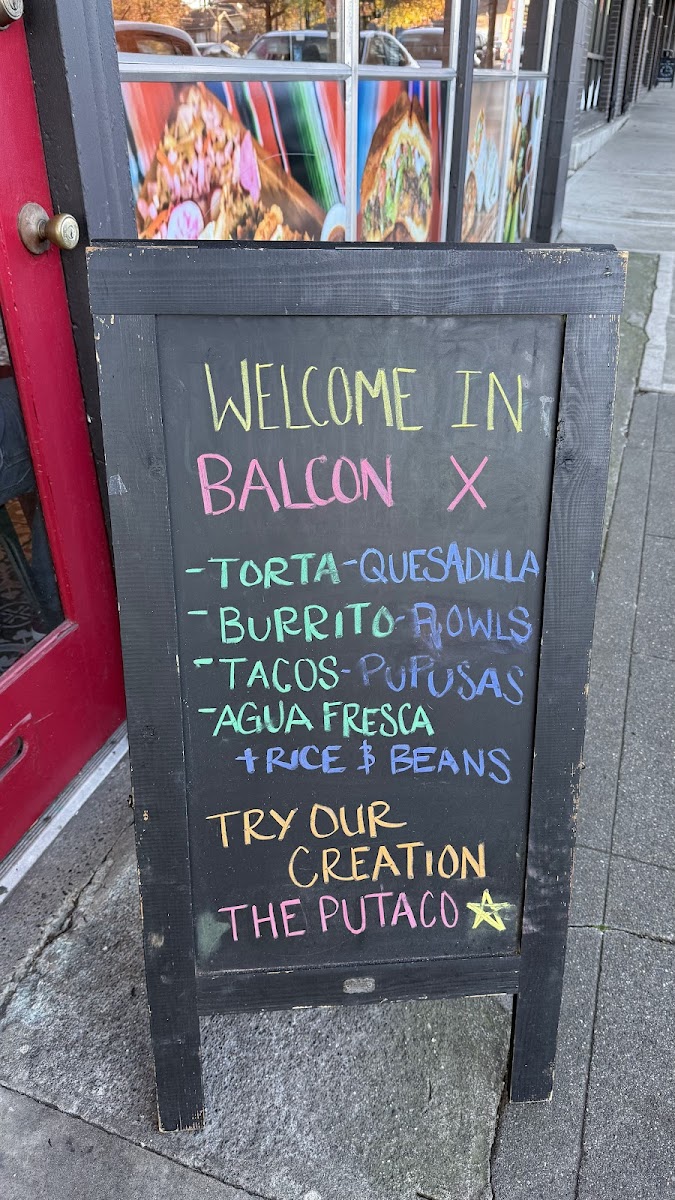 WELCOME IN
BALCON X
-TORTA-QUESADILLA
-BURRITO-BOWLS
-TACOS-PUPUSAS
-AGUA FRESCA
+RICE & BEANS
TRY OUR
CREATION
THE PUTACO